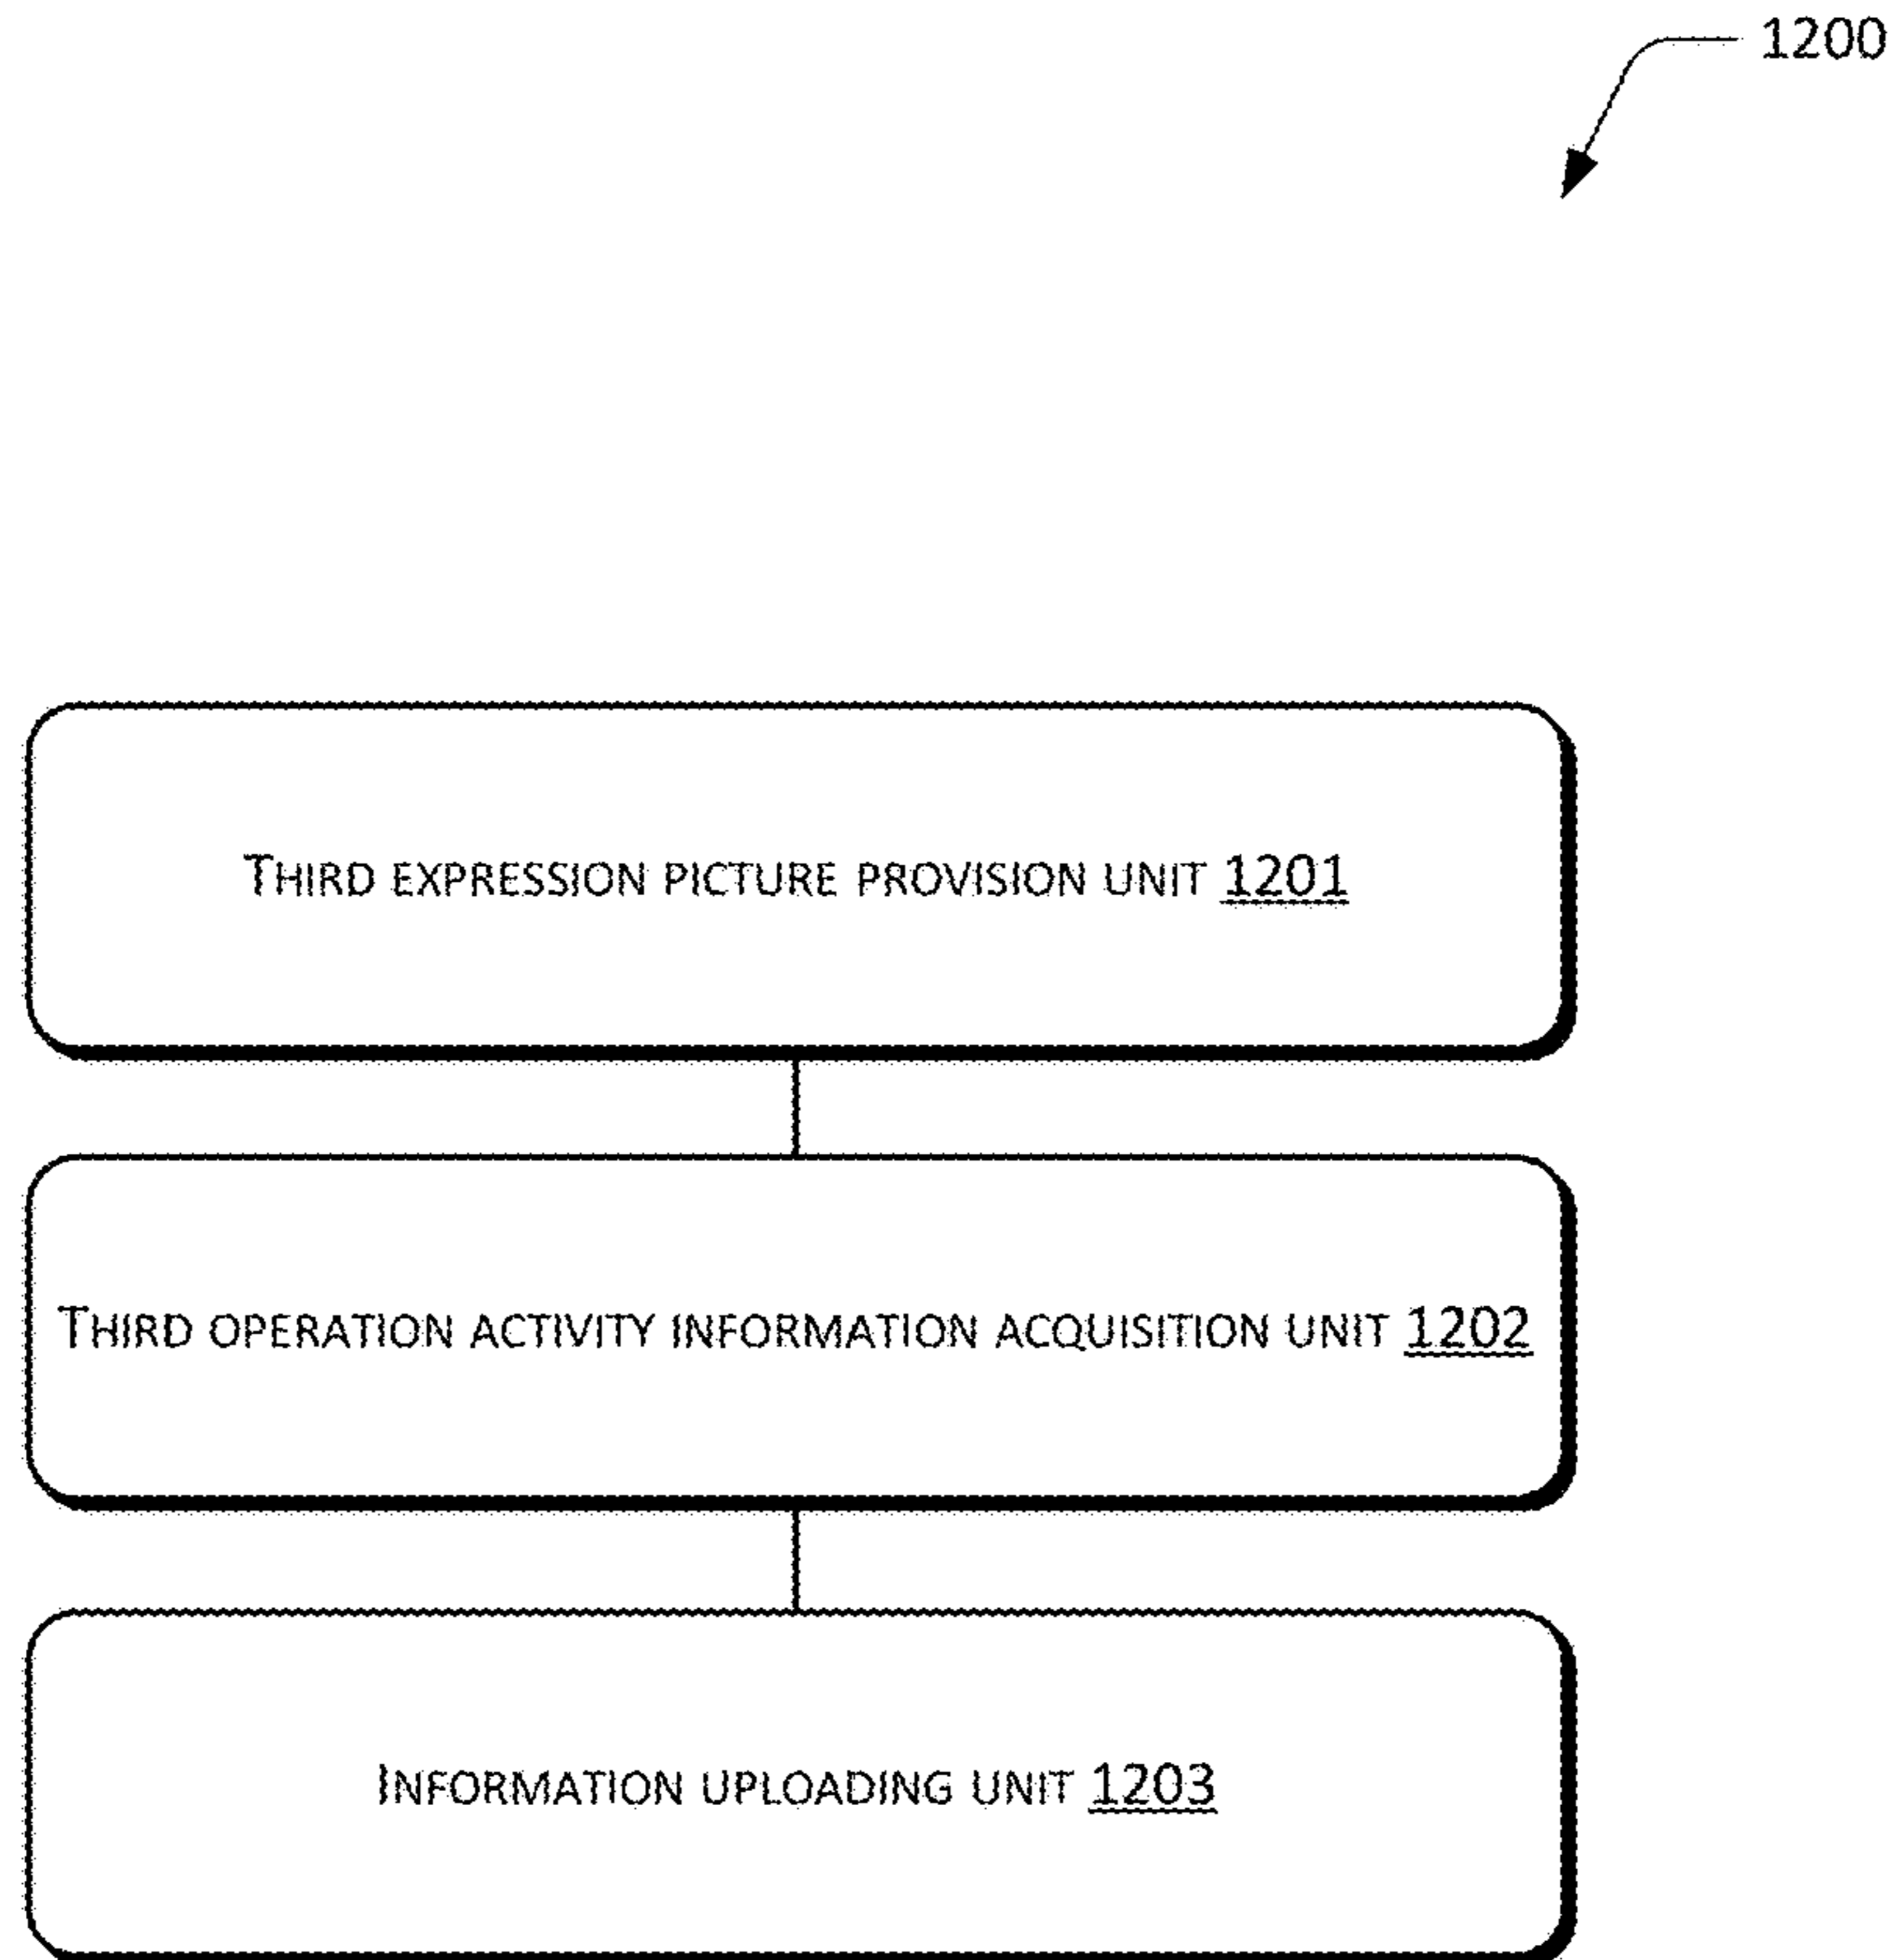 1200
THIRD EXPRESSION PICTURE PROVISION UNIT 1201
THIRD OPERATION ACTIVITY INFORMATION ACQUISITION UNIT 1202
INFORMATION UPLOADING UNIT 1203